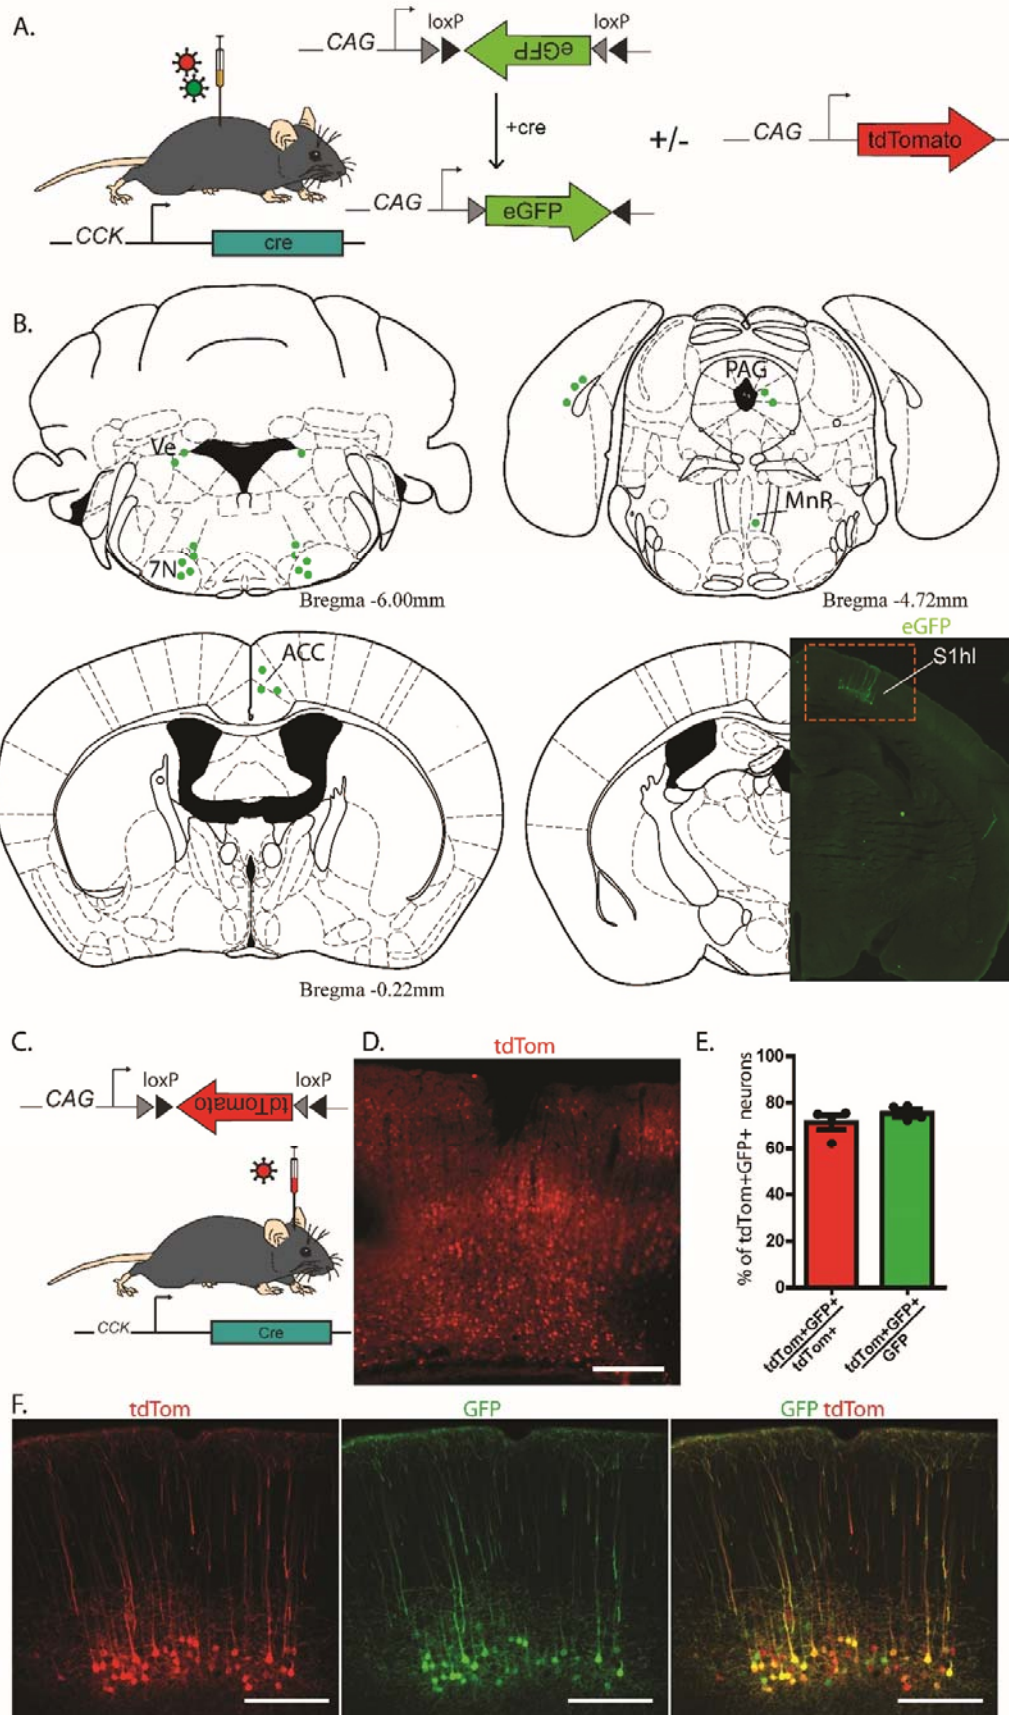 A.
loxP
loxP
CAG
eGFP
+cre
+/-
CAG
tdTomato
CAG
eGFP
CCK
cre
B.
Ve
7N
Bregma -6.00mm
PAG
MnR
Bregma -4.72mm
ACC
Bregma -0.22mm
eGFP
S1hl
C.
loxP
loxP
CAG
tdTomato
CCK
Cre
D.
tdTom
E.
% of tdTom+GFP+ neurons
100
80
60
40
20
0
tdTom+GFP+
tdTom+
tdTom+GFP+
GFP
F.
tdTom
GFP
GFP tdTom